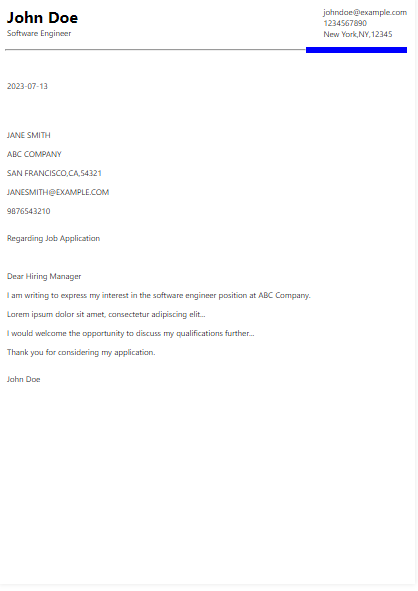 John Doe
Software Engineer
johndoe@example.com
1234567890
New York,NY,12345
2023-07-13
JANE SMITH
ABC COMPANY
SAN FRANCISCO,CA,54321
JANESMITH@EXAMPLE.COM
9876543210
Regarding Job Application
Dear Hiring Manager
I am writing to express my interest in the software engineer position at ABC Company.
Lorem ipsum dolor sit amet, consectetur adipiscing elit...
I would welcome the opportunity to discuss my qualifications further...
Thank you for considering my application.
John Doe